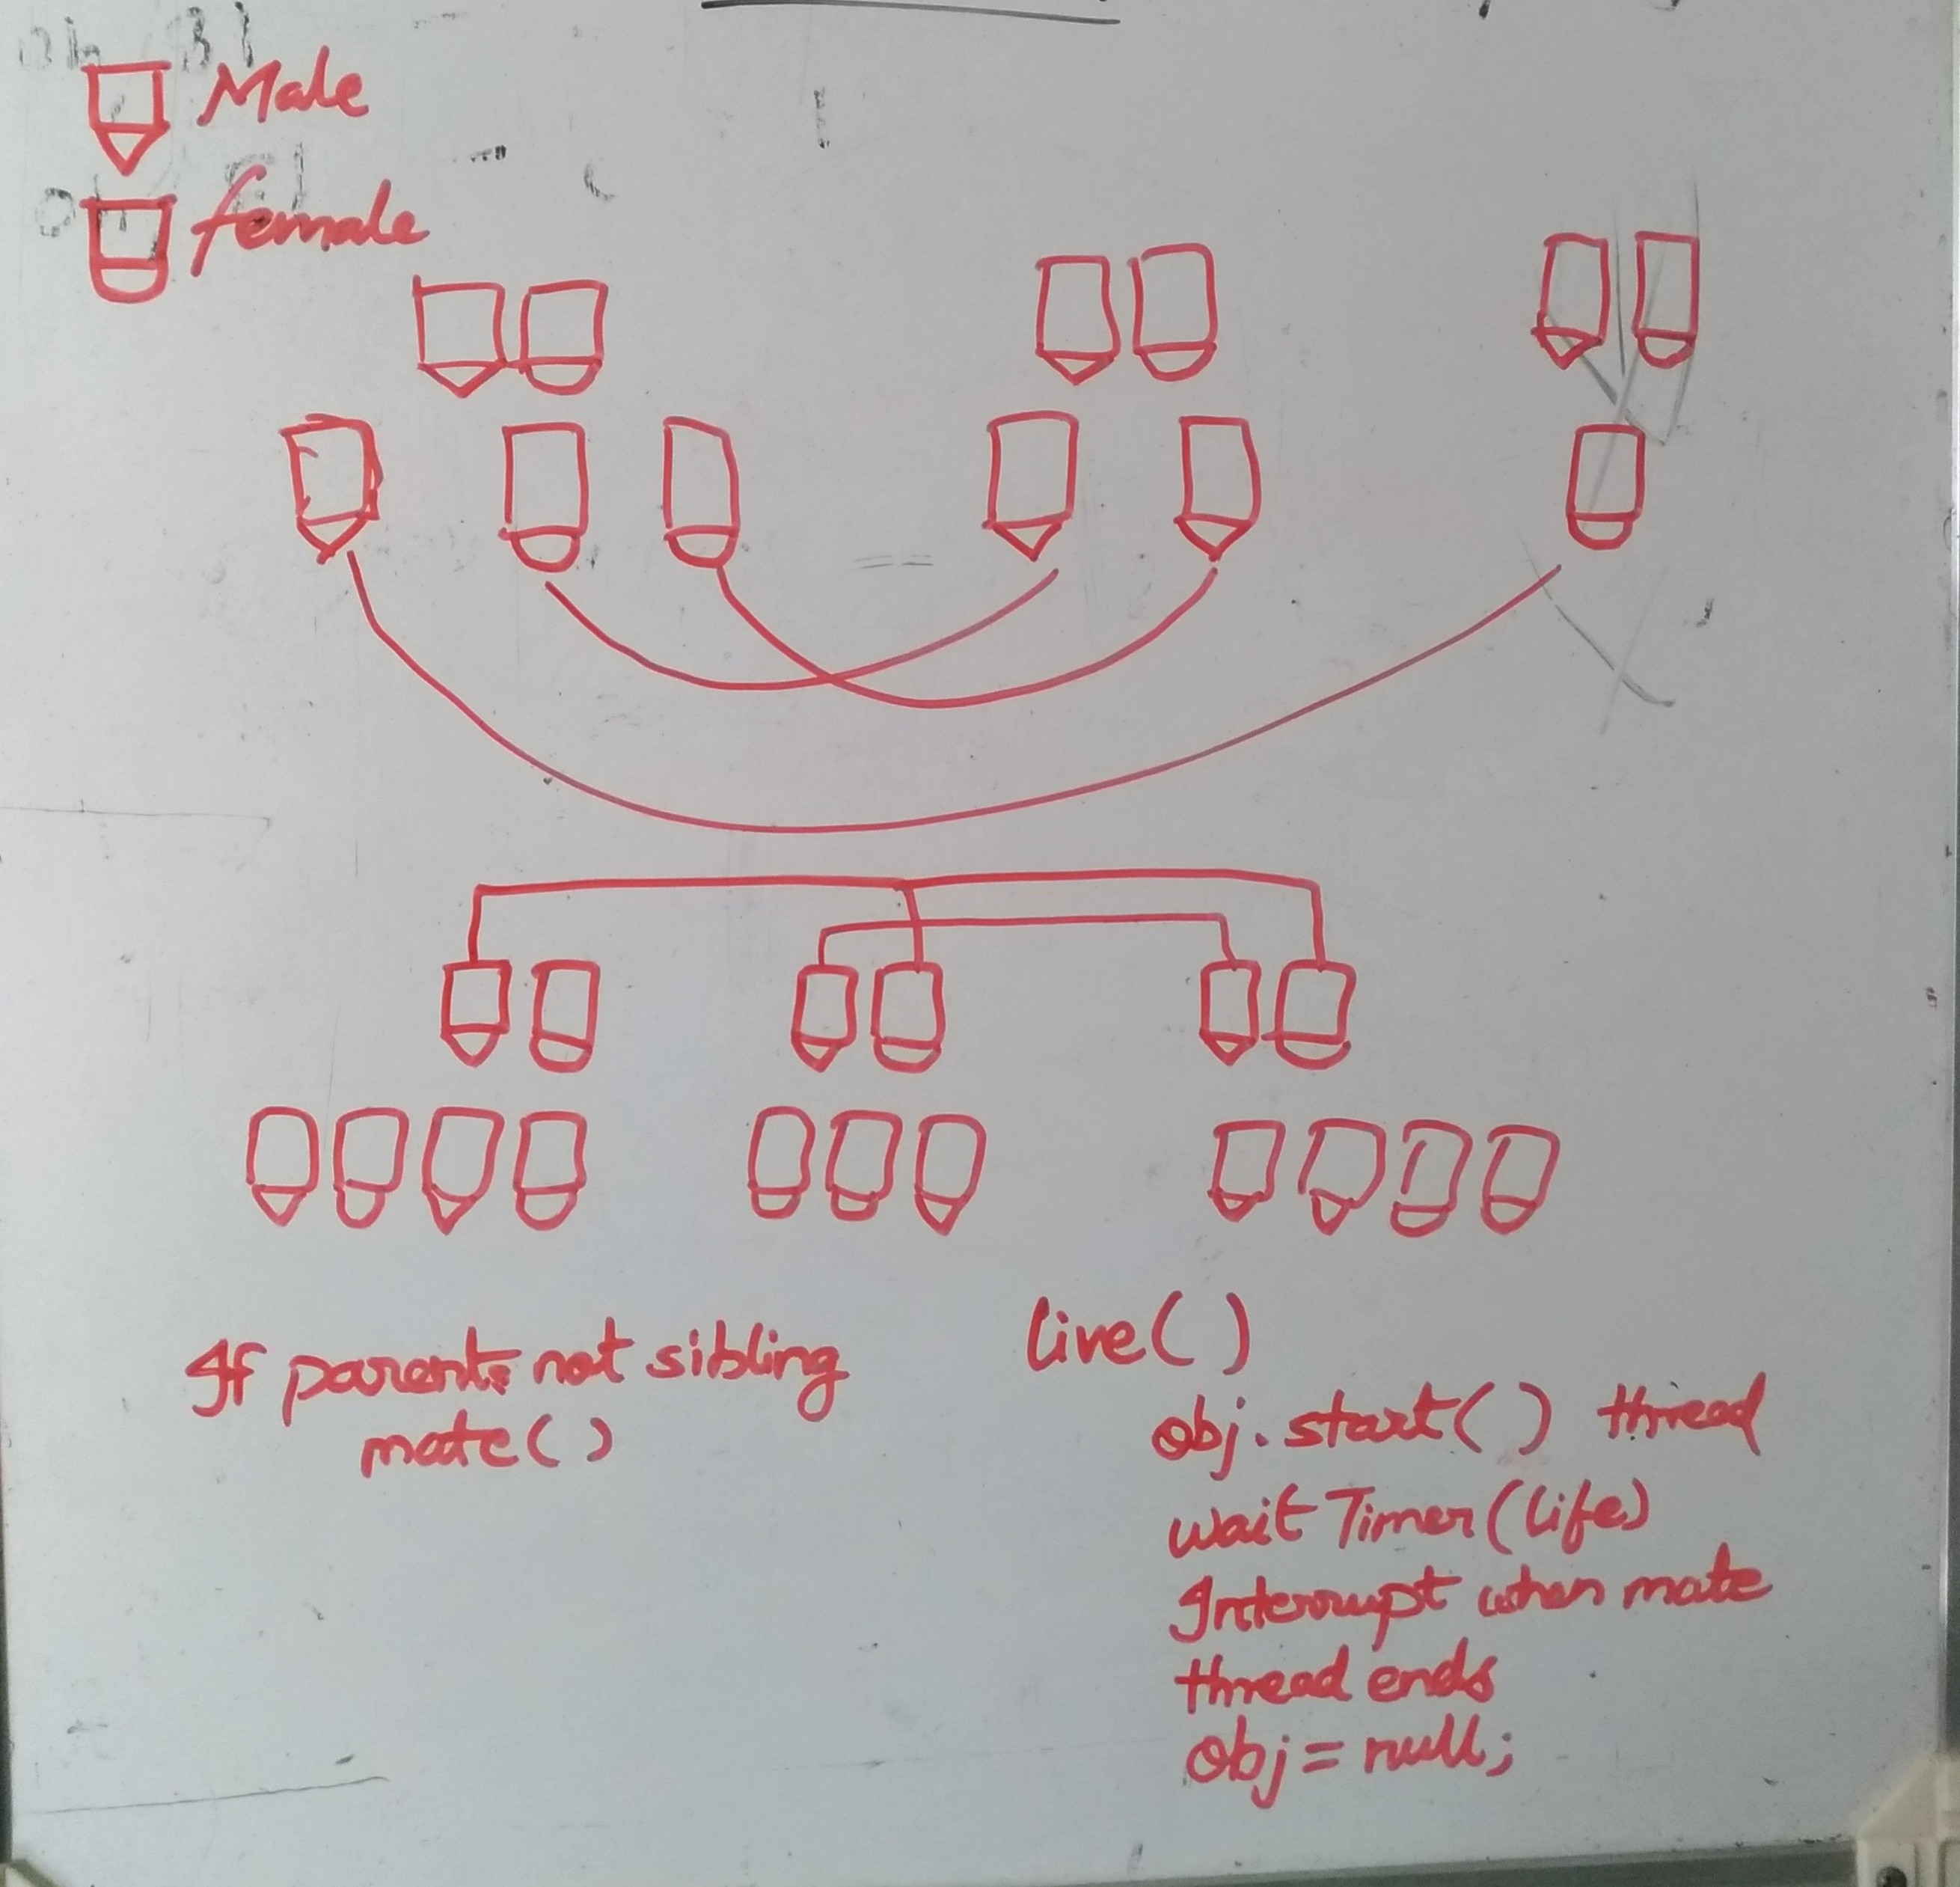 Male
female
If parents not sibling
mate()
live()
obj.start() thread
wait Timer(life)
Interrupt when mate
thread ends
obj = null;